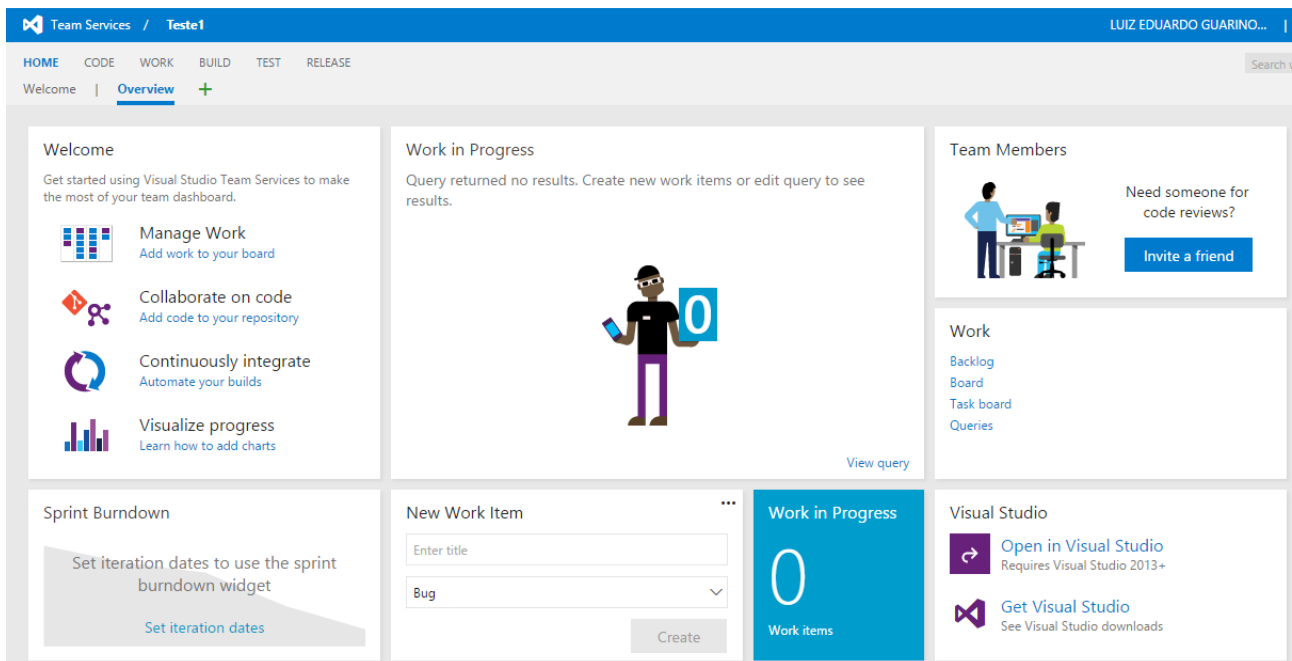 Team Services / Teste1
LUIZ EDUARDO GUARINO... |
HOME CODE WORK BUILD TEST RELEASE
Search
Welcome | Overview +
Welcome
Get started using Visual Studio Team Services to make
the most of your team dashboard.
Manage Work
Add work to your board
Collaborate on code
Add code to your repository
Continuously integrate
Automate your builds
Visualize progress
Learn how to add charts
Work in Progress
Query returned no results. Create new work items or edit query to see
results.
0
View query
Team Members
Need someone for
code reviews?
Invite a friend
Work
Backlog
Board
Task board
Queries
Sprint Burndown
Set iteration dates to use the sprint
burndown widget
Set iteration dates
New Work Item
...
Enter title
Bug
Create
Work in Progress
0
Work items
Visual Studio
Open in Visual Studio
Requires Visual Studio 2013+
Get Visual Studio
See Visual Studio downloads